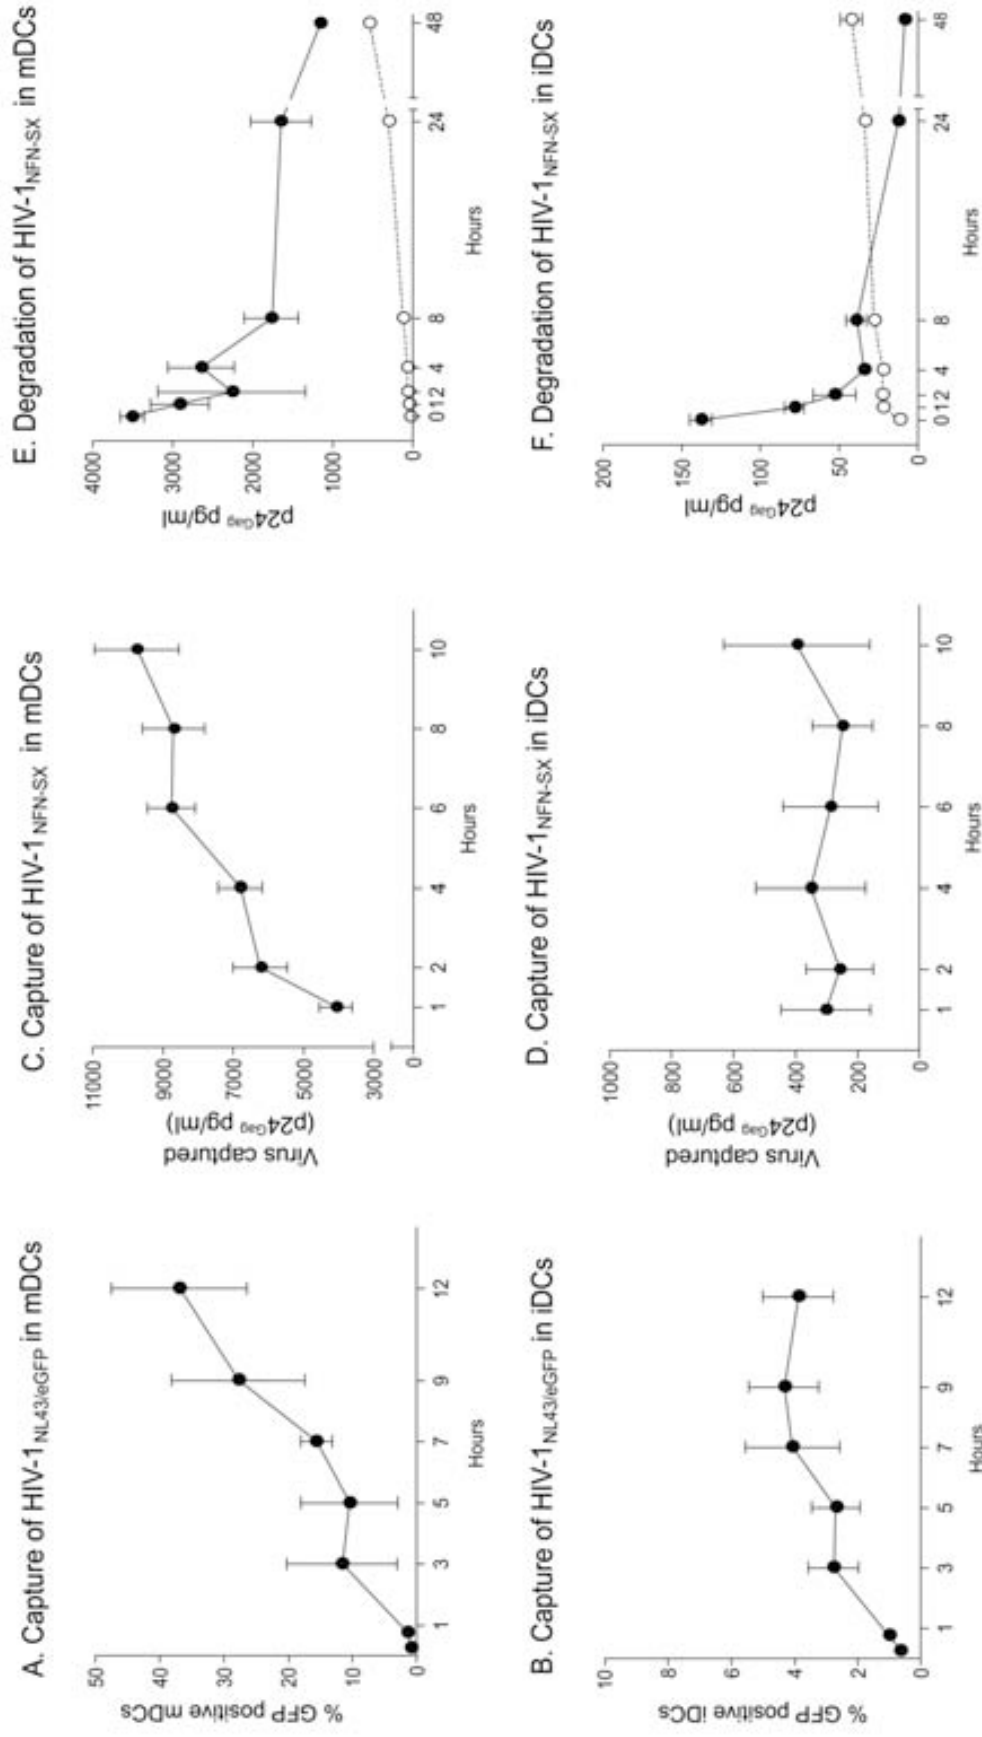 A. Capture of HIV-1NL43/eGFP in mDCs
% GFP positive mDCs
50
40
30
20
10
0
1 3 5 7 9 12
Hours
B. Capture of HIV-1NL43/eGFP in iDCs
% GFP positive iDCs
10
8
6
4
2
0
1 3 5 7 9 12
Hours
C. Capture of HIV-1NFN-SX in mDCs
Virus captured
(p24Gag pg/ml)
11000
9000
7000
5000
3000
0
1 2 4 6 8 10
Hours
D. Capture of HIV-1NFN-SX in iDCs
Virus captured
(p24Gag pg/ml)
1000
800
600
400
200
0
1 2 4 6 8 10
Hours
E. Degradation of HIV-1NFN-SX in mDCs
p24Gag pg/ml
4000
3000
2000
1000
0
0 1 2 4 8 24 48
Hours
F. Degradation of HIV-1NFN-SX in iDCs
p24Gag pg/ml
200
150
100
50
0
0 1 2 4 8 24 48
Hours